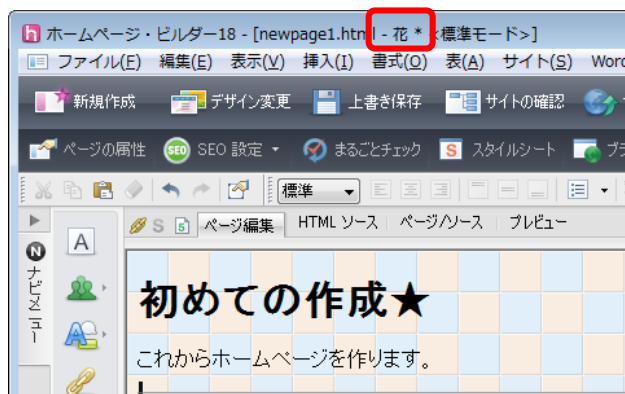 ホームページ・ビルダー18 - [newpage1.html - 花 * <標準モード>]
ファイル(F) 編集(E) 表示(V) 挿入(I) 書式(O) 表(A) サイト(S) Wor
新規作成 デザイン変更 上書き保存 サイトの確認
ページの属性 SEO SEO 設定 まるごとチェック S スタイルシート ブラ
標準
S 5 ページ編集 HTML ソース ページ/ソース プレビュー
N ナビメニュー
A
初めての作成★
これからホームページを作ります。